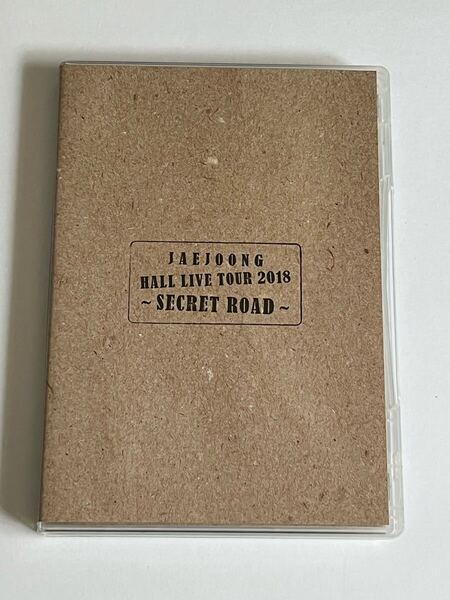 JAEJOONG
HALL LIVE TOUR 2018
~ SECRET ROAD ~